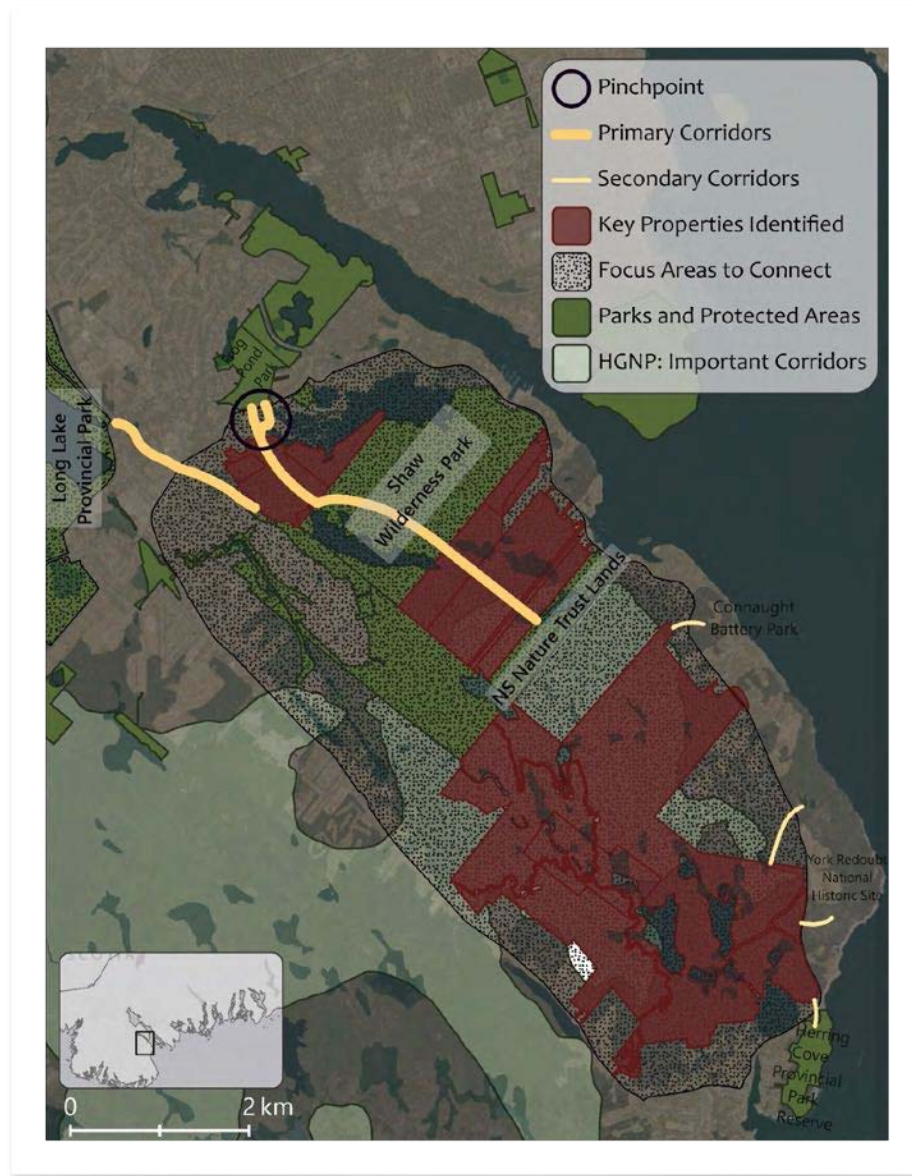 Pinchpoint
Primary Corridors
Secondary Corridors
Key Properties Identified
Focus Areas to Connect
Parks and Protected Areas
HGNP: Important Corridors
Pond
Long Lake
Provincial Park
Shaw
Wilderness Park
NS Nature Trust Lands
Connaught
Battery Park
York Redoubt
National
Historic Site
Herring
Cove
Provincial
Park
Reserve
0
2 km